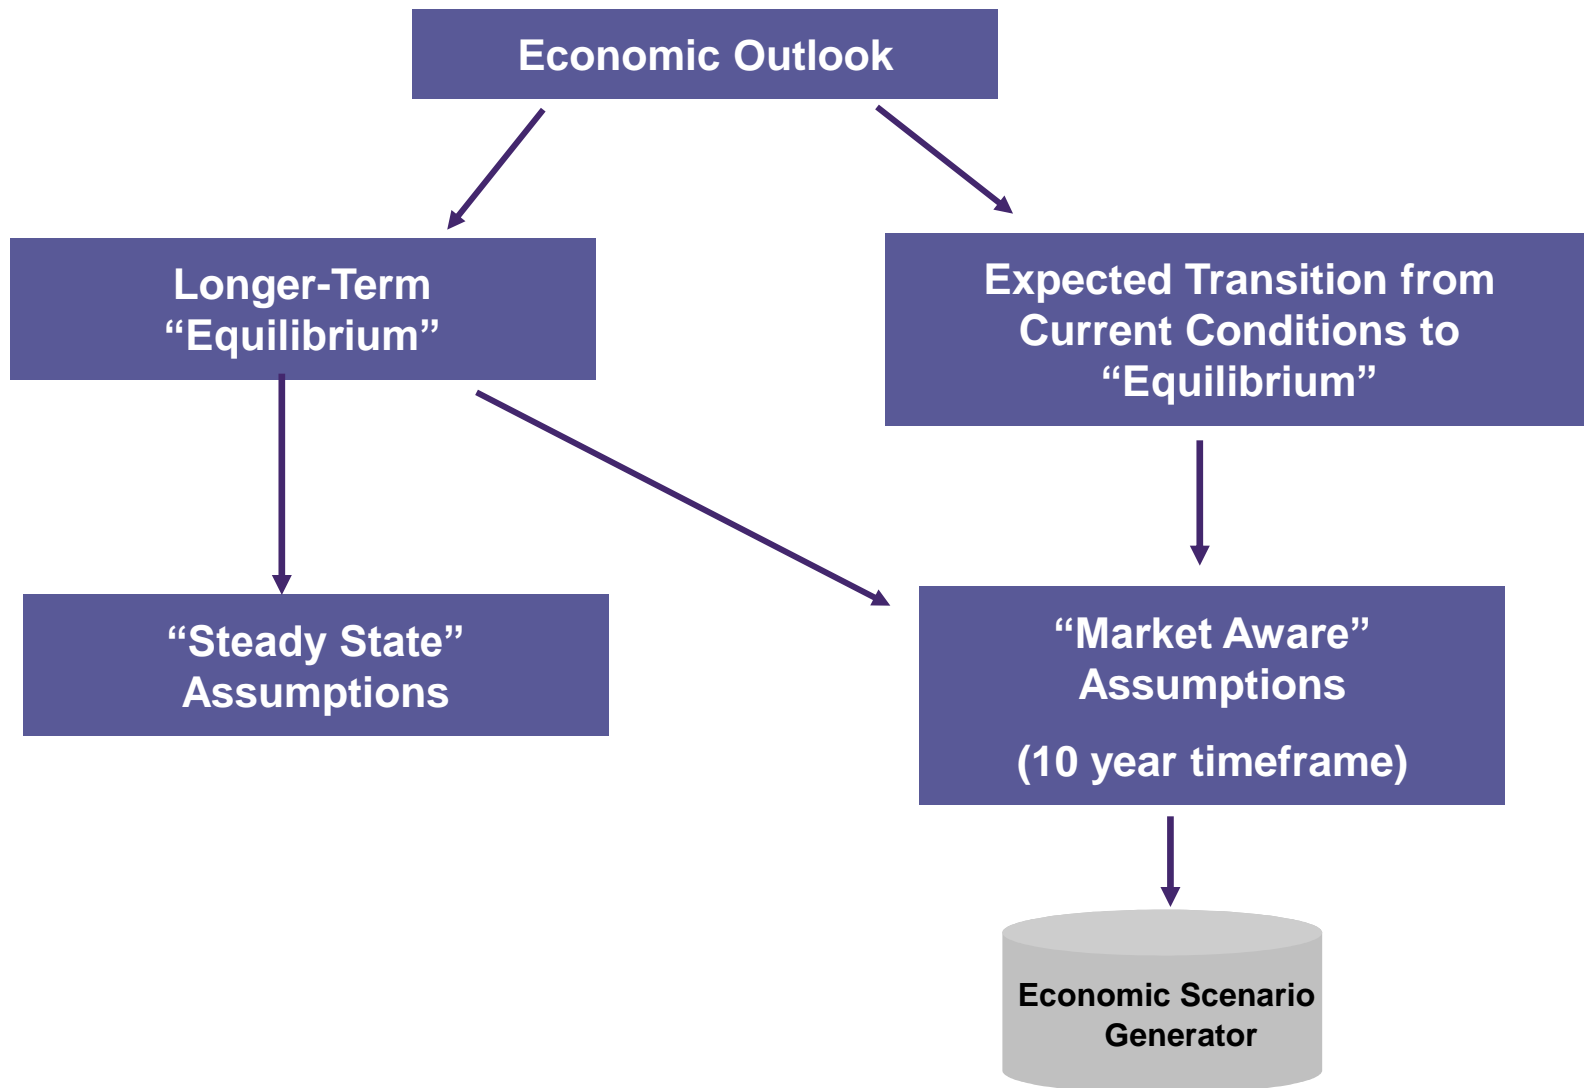 Economic Outlook
Longer-Term
“Equilibrium”
Expected Transition from
Current Conditions to
“Equilibrium”
“Steady State”
Assumptions
“Market Aware”
Assumptions
(10 year timeframe)
Economic Scenario
Generator